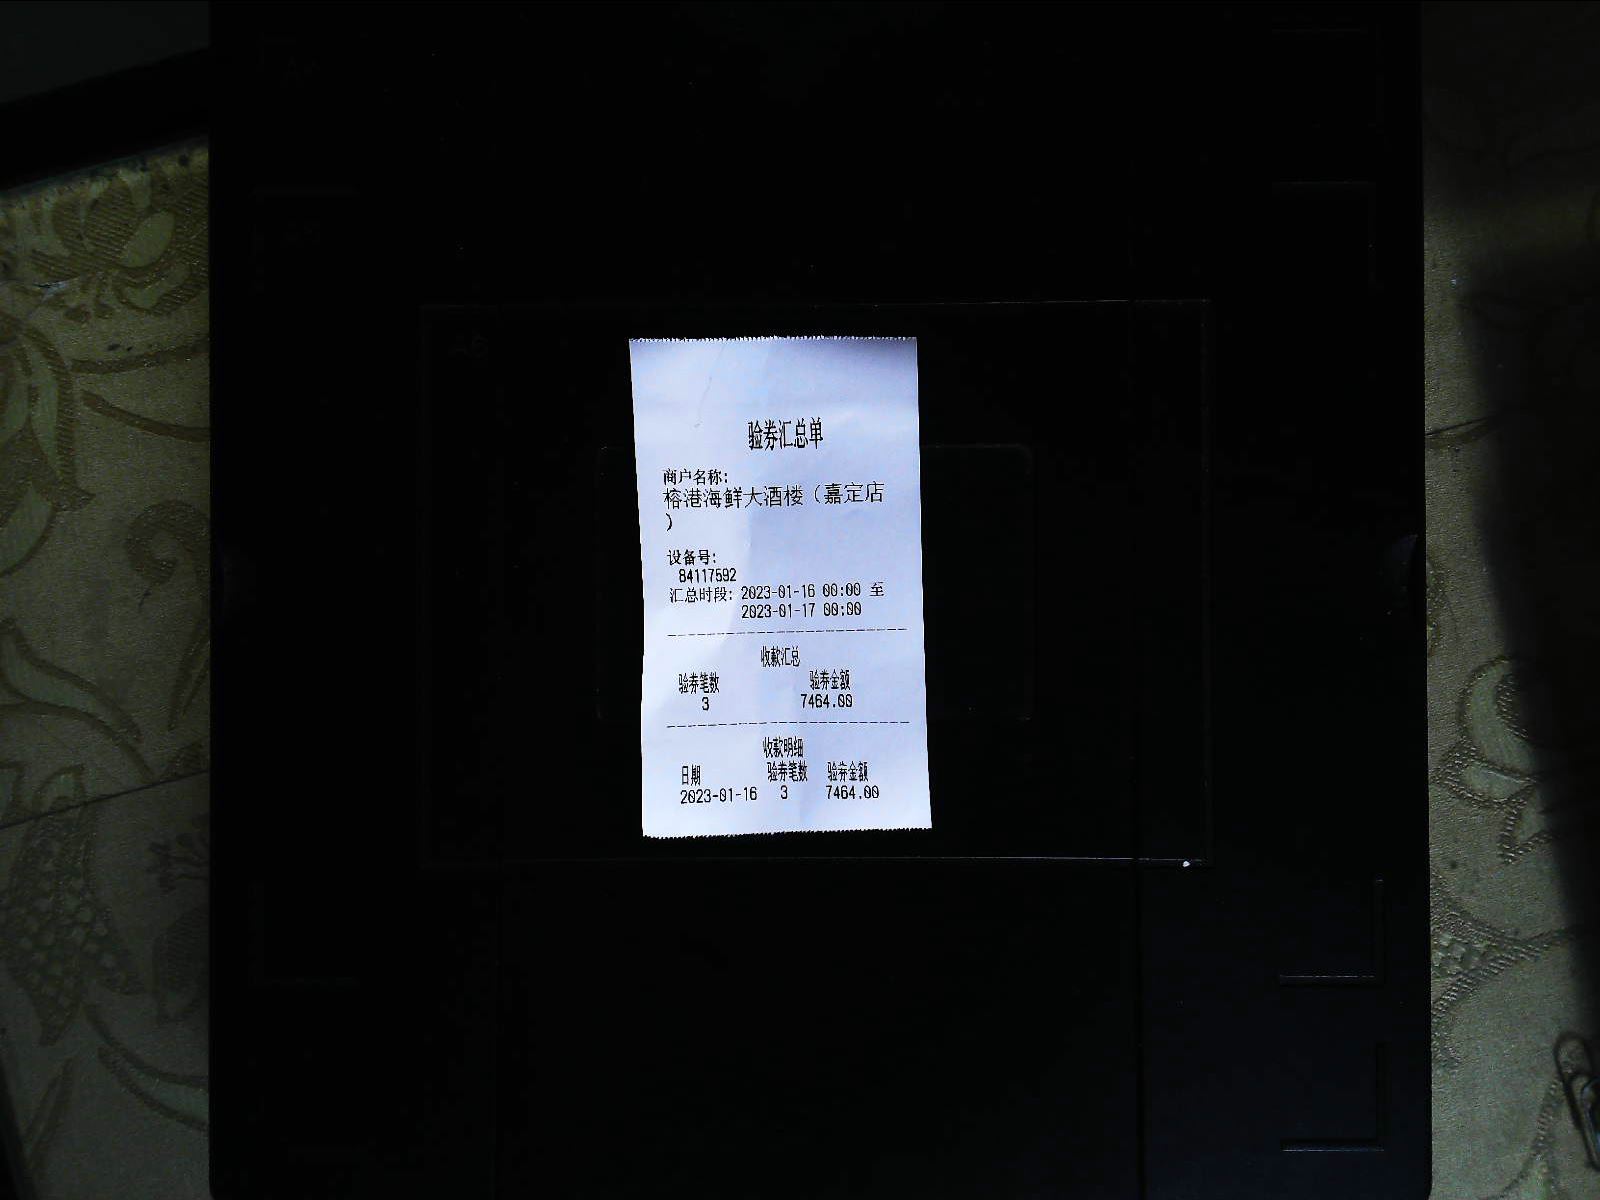 验券汇总单
商户名称:
榕港海鲜大酒楼（嘉定店
）
设备号:
84117592
汇总时段: 2023-01-16 00:00 至
2023-01-17 00:00
收款汇总
验券笔数 验券金额
3 7464.00
收款明细
日期 验券笔数 验券金额
2023-01-16 3 7464.00